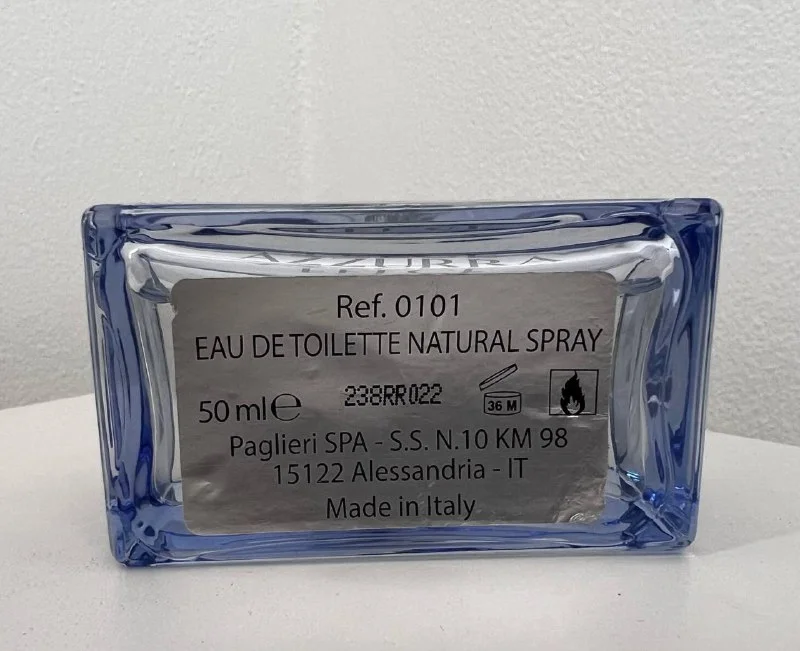 AZZURRA
Ref. 0101
EAU DE TOILETTE NATURAL SPRAY
50 ml ℮ 238RR022 36 M
Paglieri SPA - S.S. N.10 KM 98
15122 Alessandria - IT
Made in Italy